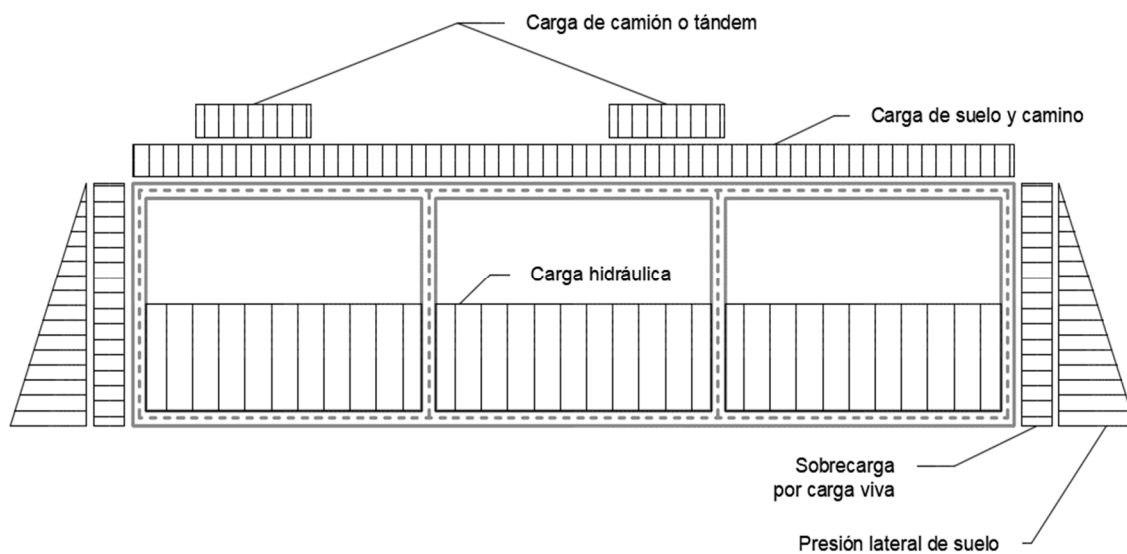 Carga de camión o tándem
Carga de suelo y camino
Carga hidráulica
Sobrecarga
por carga viva
Presión lateral de suelo